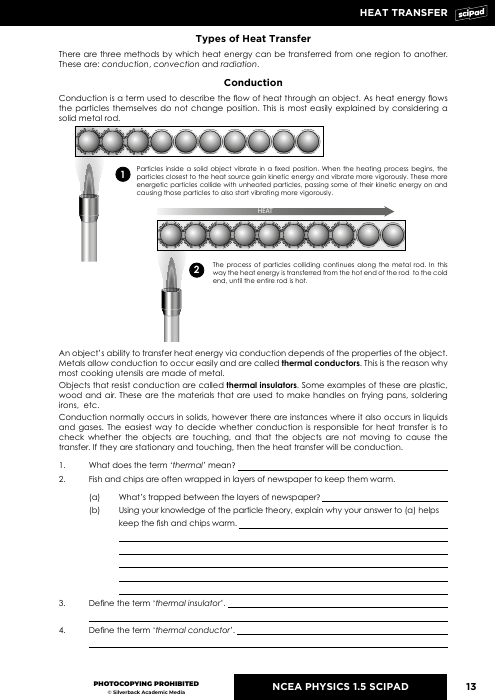 HEAT TRANSFER scipad
Types of Heat Transfer
There are three methods by which heat energy can be transferred from one region to another.
These are: conduction, convection and radiation.
Conduction
Conduction is a term used to describe the flow of heat through an object. As heat energy flows
the particles themselves do not change position. This is most easily explained by considering a
solid metal rod.
1
Particles inside a solid object vibrate in a fixed position. When the heating process begins, the
particles closest to the heat source gain kinetic energy and vibrate more vigorously. These more
energetic particles collide with unheated particles, passing some of their kinetic energy on and
causing those particles to also start vibrating more vigorously.
HEAT
2
The process of particles colliding continues along the metal rod. In this
way the heat energy is transferred from the hot end of the rod to the cold
end, until the entire rod is hot.
An object's ability to transfer heat energy via conduction depends of the properties of the object.
Metals allow conduction to occur easily and are called thermal conductors. This is the reason why
most cooking utensils are made of metal.
Objects that resist conduction are called thermal insulators. Some examples of these are plastic,
wood and air. These are the materials that are used to make handles on frying pans, soldering
irons, etc.
Conduction normally occurs in solids, however there are instances where it also occurs in liquids
and gases. The easiest way to decide whether conduction is responsible for heat transfer is to
check whether the objects are touching, and that the objects are not moving to cause the
transfer. If they are stationary and touching, then the heat transfer will be conduction.
1. What does the term 'thermal' mean?
2. Fish and chips are often wrapped in layers of newspaper to keep them warm.
(a) What's trapped between the layers of newspaper?
(b) Using your knowledge of the particle theory, explain why your answer to (a) helps
keep the fish and chips warm.
3. Define the term 'thermal insulator'.
4. Define the term 'thermal conductor'.
PHOTOCOPYING PROHIBITED
© Silverback Academic Media
NCEA PHYSICS 1.5 SCIPAD
13